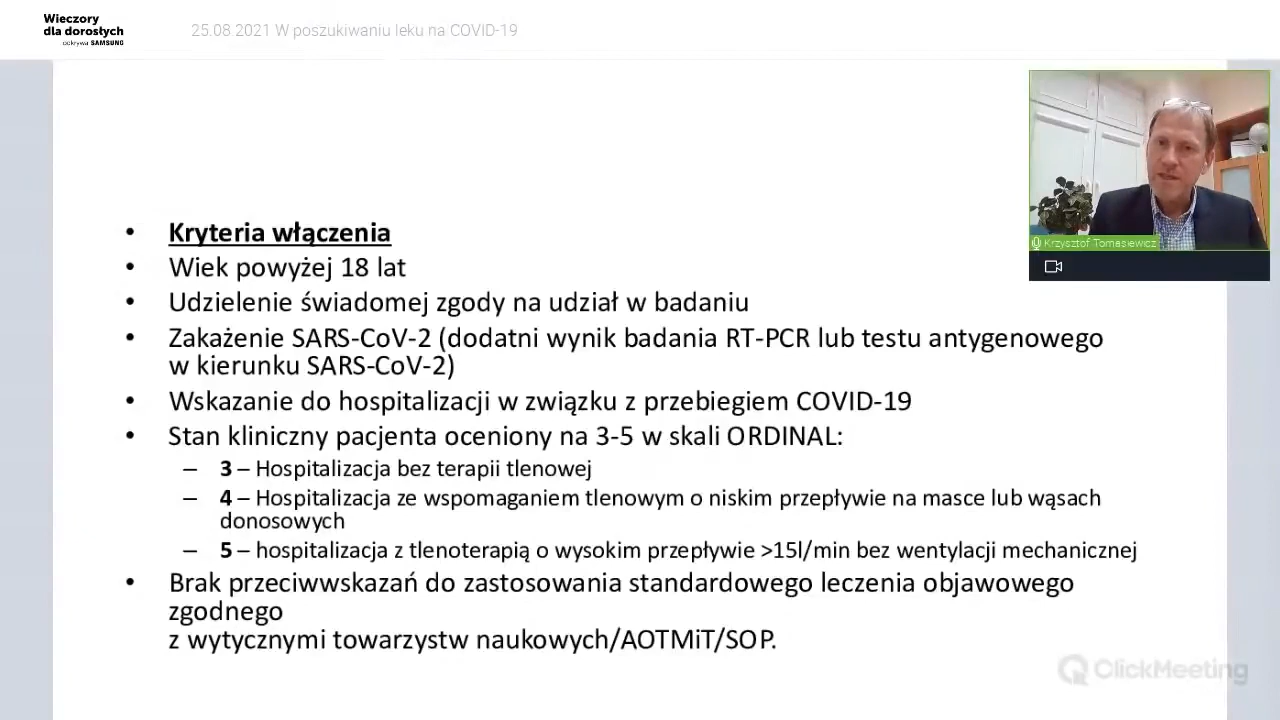 Wieczory
dla dorosłych
odkrywa SAMSUNG
25.08.2021 W poszukiwaniu leku na COVID-19
Krzysztof Tomasiewicz
• Kryteria włączenia
• Wiek powyżej 18 lat
• Udzielenie świadomej zgody na udział w badaniu
• Zakażenie SARS-CoV-2 (dodatni wynik badania RT-PCR lub testu antygenowego
w kierunku SARS-CoV-2)
• Wskazanie do hospitalizacji w związku z przebiegiem COVID-19
• Stan kliniczny pacjenta oceniony na 3-5 w skali ORDINAL:
– 3 – Hospitalizacja bez terapii tlenowej
– 4 – Hospitalizacja ze wspomaganiem tlenowym o niskim przepływie na masce lub wąsach
donosowych
– 5 – hospitalizacja z tlenoterapią o wysokim przepływie >15l/min bez wentylacji mechanicznej
• Brak przeciwwskazań do zastosowania standardowego leczenia objawowego
zgodnego
z wytycznymi towarzystw naukowych/AOTMiT/SOP.
ClickMeeting